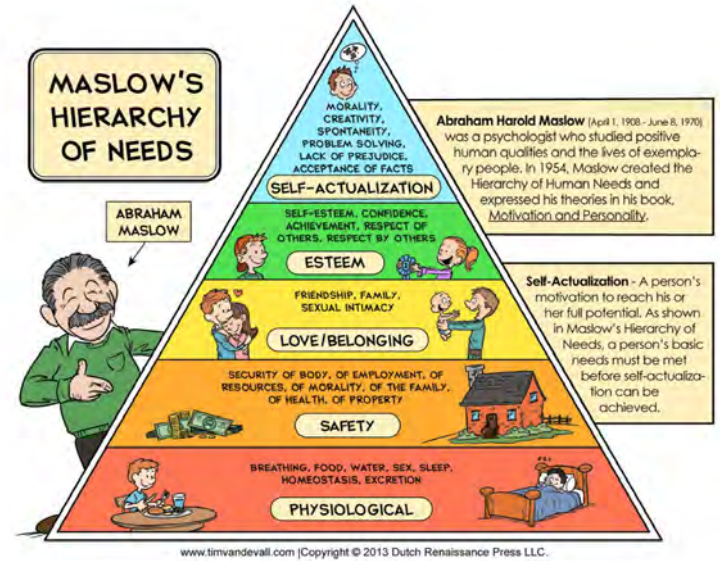 MASLOW'S
HIERARCHY
OF NEEDS
ABRAHAM
MASLOW
MORALITY,
CREATIVITY,
SPONTANEITY,
PROBLEM SOLVING,
LACK OF PREJUDICE,
ACCEPTANCE OF FACTS
SELF-ACTUALIZATION
SELF-ESTEEM, CONFIDENCE,
ACHIEVEMENT, RESPECT OF
OTHERS, RESPECT BY OTHERS
ESTEEM
FRIENDSHIP, FAMILY,
SEXUAL INTIMACY
LOVE/BELONGING
SECURITY OF BODY, OF EMPLOYMENT, OF
RESOURCES, OF MORALITY, OF THE FAMILY,
OF HEALTH, OF PROPERTY
SAFETY
BREATHING, FOOD, WATER, SEX, SLEEP,
HOMEOSTASIS, EXCRETION
PHYSIOLOGICAL
Abraham Harold Maslow (April 1, 1908 - June 8, 1970)
was a psychologist who studied positive
human qualities and the lives of exempla-
ry people. In 1954, Maslow created the
Hierarchy of Human Needs and
expressed his theories in his book,
Motivation and Personality.
Self-Actualization - A person's
motivation to reach his or
her full potential. As shown
in Maslow's Hierarchy of
Needs, a person's basic
needs must be met
before self-actualiza-
tion can be
achieved.
www.timvandevall.com |Copyright © 2013 Dutch Renaissance Press LLC.